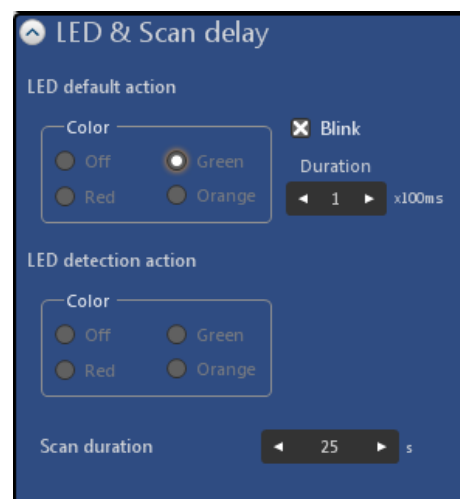 LED & Scan delay
LED default action
Color
Blink
Off Green
Duration
Red Orange
1 x100ms
LED detection action
Color
Off Green
Red Orange
Scan duration 25 s